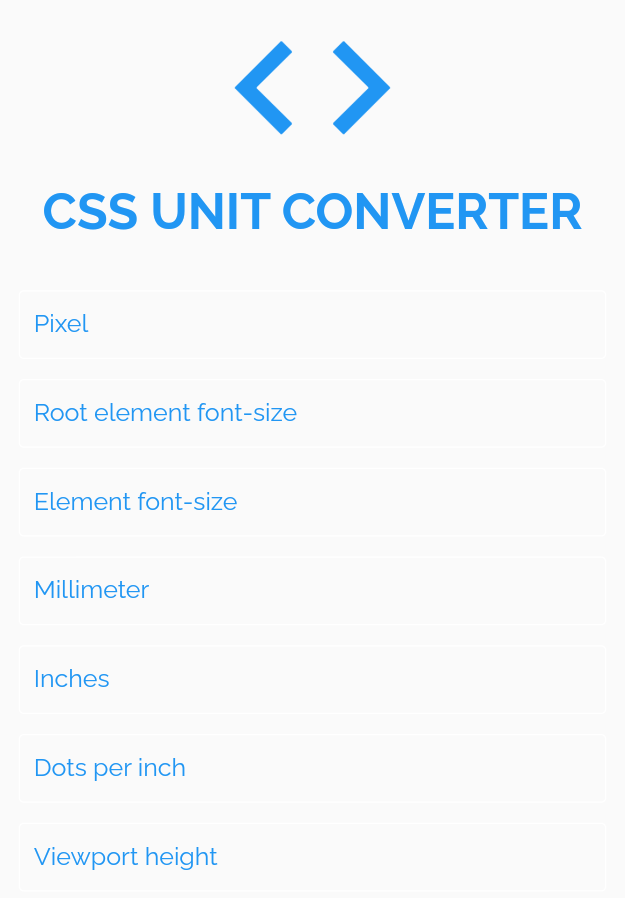 CSS UNIT CONVERTER
Pixel
Root element font-size
Element font-size
Millimeter
Inches
Dots per inch
Viewport height